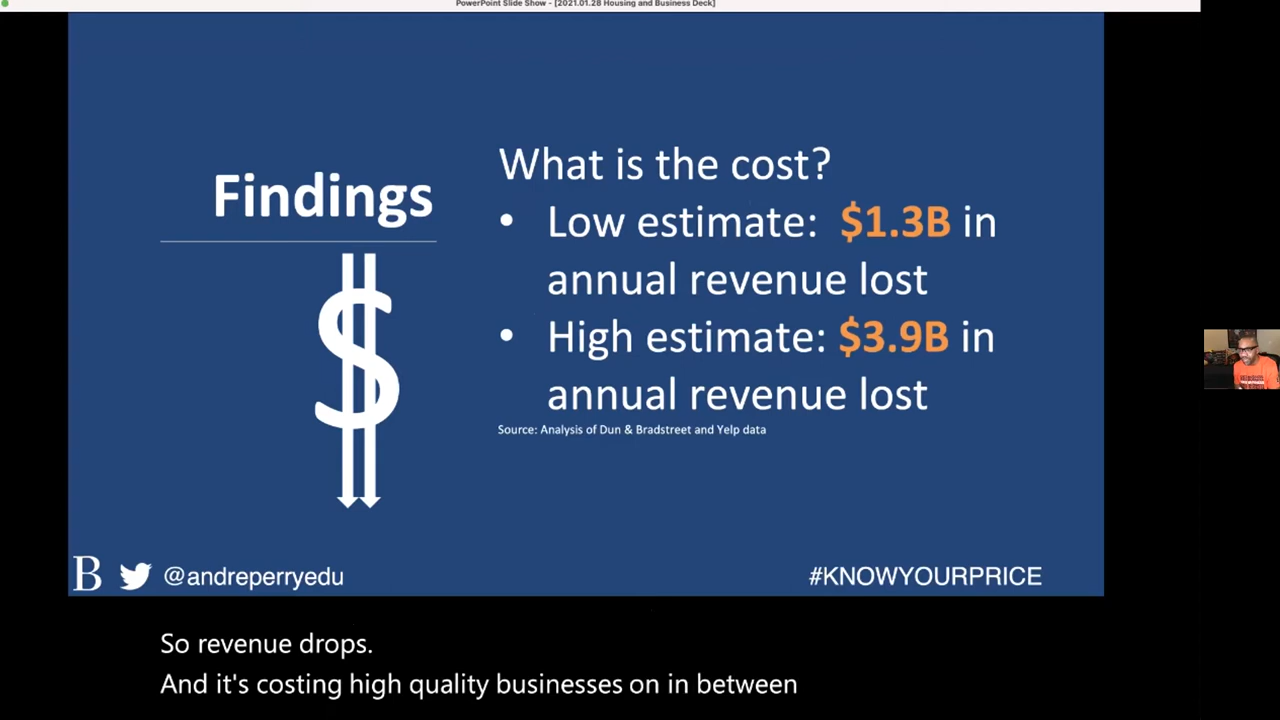 PowerPoint Slide Show - [2021.01.28 Housing and Business Deck]
Findings
$
What is the cost?
• Low estimate: $1.3B in
annual revenue lost
• High estimate: $3.9B in
annual revenue lost
Source: Analysis of Dun & Bradstreet and Yelp data
B @andreperryedu
#KNOWYOURPRICE
So revenue drops.
And it's costing high quality businesses on in between